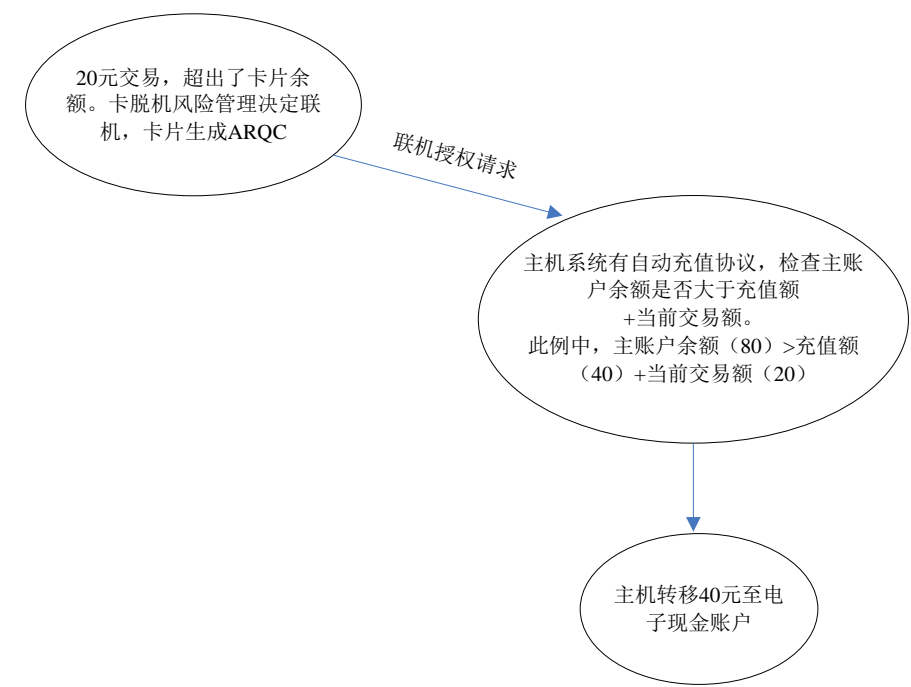 20元交易，超出了卡片余
额。卡脱机风险管理决定联
机，卡片生成ARQC
联机授权请求
主机系统有自动充值协议，检查主账
户余额是否大于充值额
+当前交易额。
此例中，主账户余额（80）>充值额
（40）+当前交易额（20）
主机转移40元至电
子现金账户